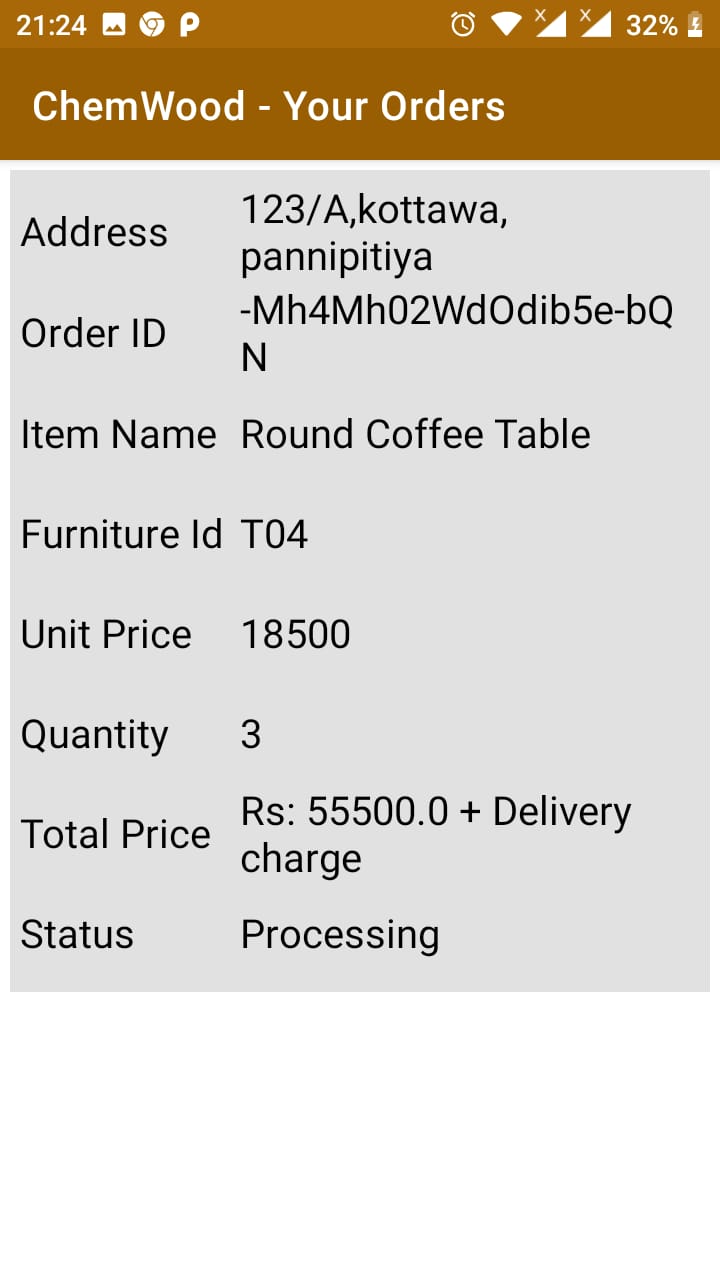 21:24 32%
ChemWood - Your Orders
Address 123/A,kottawa,
pannipitiya
Order ID -Mh4Mh02WdOdib5e-bQ
N
Item Name Round Coffee Table
Furniture Id T04
Unit Price 18500
Quantity 3
Total Price Rs: 55500.0 + Delivery
charge
Status Processing